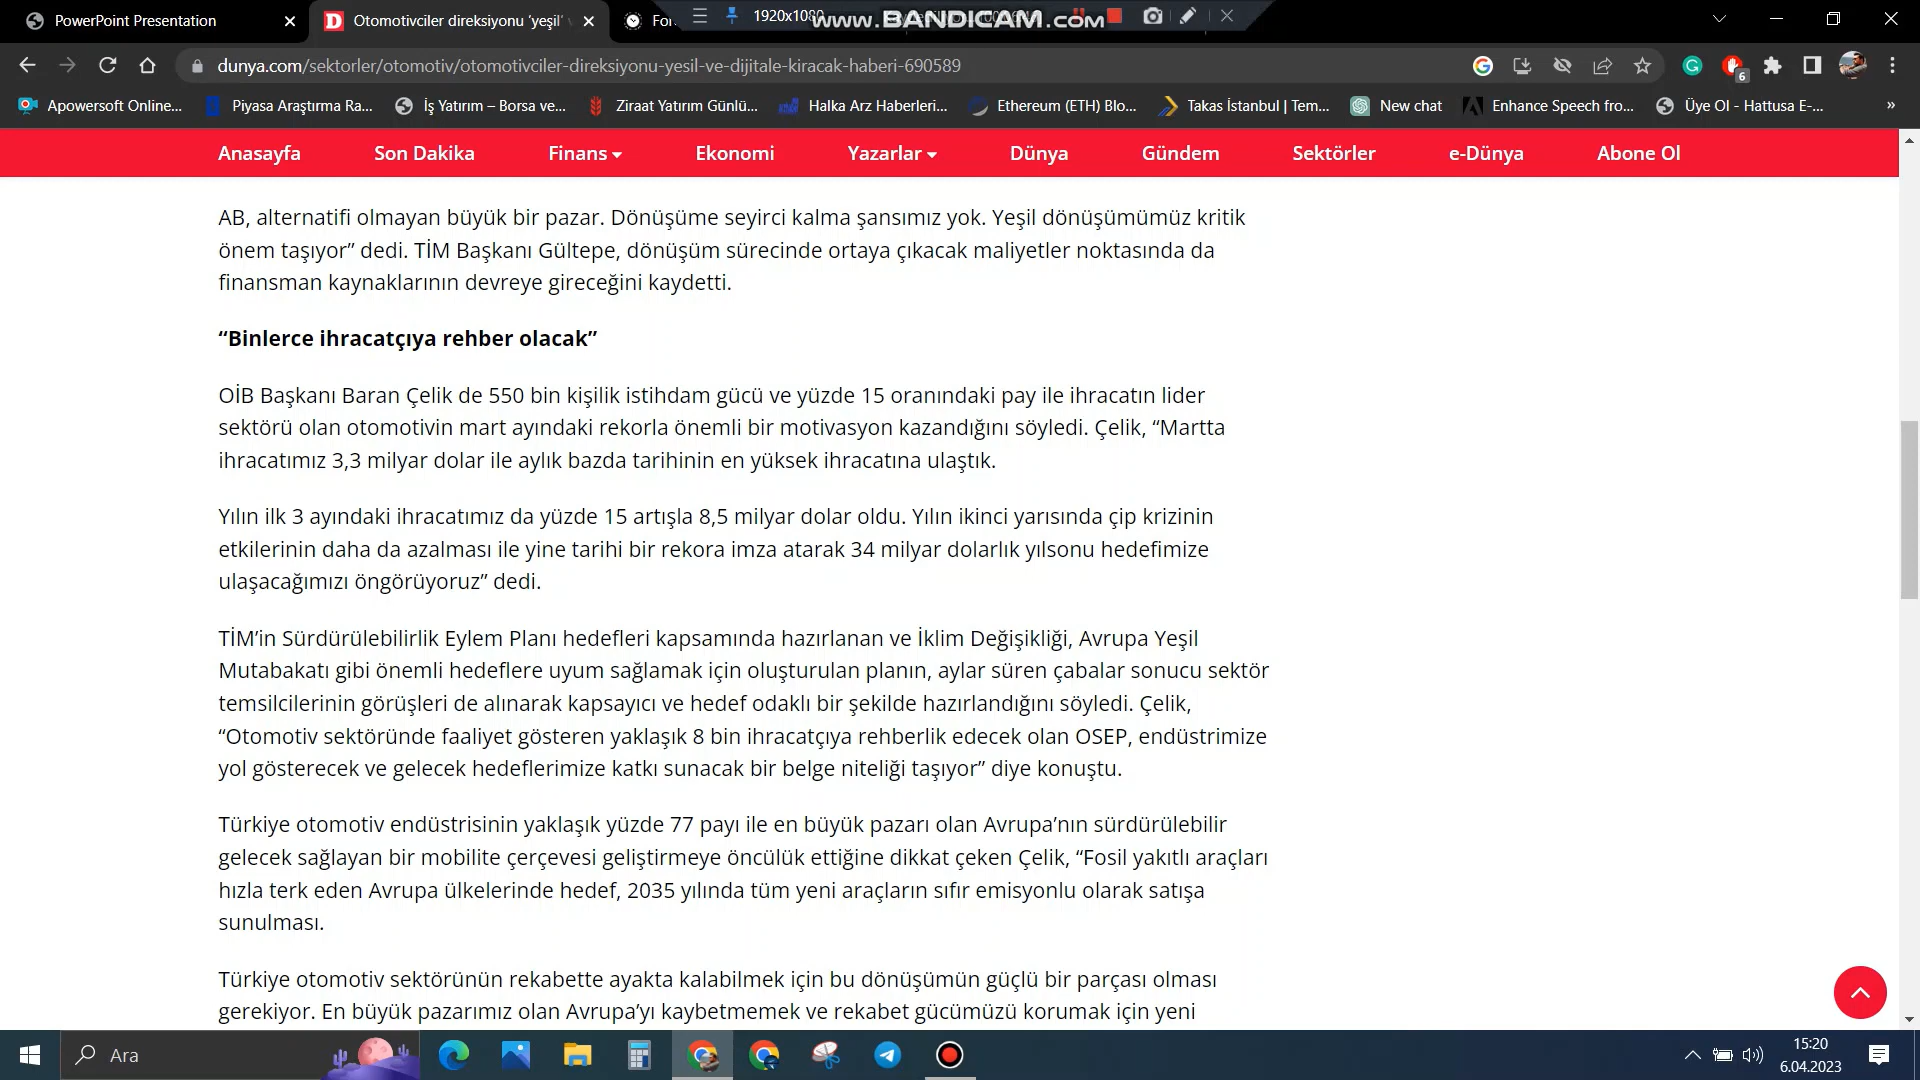 PowerPoint Presentation
Otomotivciler direksiyonu 'yeşil'
1920x1080
www.BANDICAM.com
dunya.com/sektorler/otomotiv/otomotivciler-direksiyonu-yesil-ve-dijitale-kiracak-haberi-690589
6
Apowersoft Online...
Piyasa Araştırma Ra...
İş Yatırım – Borsa ve...
Ziraat Yatırım Günlü...
Halka Arz Haberleri...
Ethereum (ETH) Blo...
Takas İstanbul | Tem...
New chat
Enhance Speech fro...
Üye Ol - Hattusa E-...
»
Anasayfa
Son Dakika
Finans
Ekonomi
Yazarlar
Dünya
Gündem
Sektörler
e-Dünya
Abone Ol
AB, alternatifi olmayan büyük bir pazar. Dönüşüme seyirci kalma şansımız yok. Yeşil dönüşümümüz kritik
önem taşıyor” dedi. TİM Başkanı Gültepe, dönüşüm sürecinde ortaya çıkacak maliyetler noktasında da
finansman kaynaklarının devreye gireceğini kaydetti.
“Binlerce ihracatçıya rehber olacak”
OİB Başkanı Baran Çelik de 550 bin kişilik istihdam gücü ve yüzde 15 oranındaki pay ile ihracatın lider
sektörü olan otomotivin mart ayındaki rekorla önemli bir motivasyon kazandığını söyledi. Çelik, “Martta
ihracatımız 3,3 milyar dolar ile aylık bazda tarihinin en yüksek ihracatına ulaştık.
Yılın ilk 3 ayındaki ihracatımız da yüzde 15 artışla 8,5 milyar dolar oldu. Yılın ikinci yarısında çip krizinin
etkilerinin daha da azalması ile yine tarihi bir rekora imza atarak 34 milyar dolarlık yılsonu hedefimize
ulaşacağımızı öngörüyoruz” dedi.
TİM’in Sürdürülebilirlik Eylem Planı hedefleri kapsamında hazırlanan ve İklim Değişikliği, Avrupa Yeşil
Mutabakatı gibi önemli hedeflere uyum sağlamak için oluşturulan planın, aylar süren çabalar sonucu sektör
temsilcilerinin görüşleri de alınarak kapsayıcı ve hedef odaklı bir şekilde hazırlandığını söyledi. Çelik,
“Otomotiv sektöründe faaliyet gösteren yaklaşık 8 bin ihracatçıya rehberlik edecek olan OSEP, endüstrimize
yol gösterecek ve gelecek hedeflerimize katkı sunacak bir belge niteliği taşıyor” diye konuştu.
Türkiye otomotiv endüstrisinin yaklaşık yüzde 77 payı ile en büyük pazarı olan Avrupa’nın sürdürülebilir
gelecek sağlayan bir mobilite çerçevesi geliştirmeye öncülük ettiğine dikkat çeken Çelik, “Fosil yakıtlı araçları
hızla terk eden Avrupa ülkelerinde hedef, 2035 yılında tüm yeni araçların sıfır emisyonlu olarak satışa
sunulması.
Türkiye otomotiv sektörünün rekabette ayakta kalabilmek için bu dönüşümün güçlü bir parçası olması
gerekiyor. En büyük pazarımız olan Avrupa’yı kaybetmemek ve rekabet gücümüzü korumak için yeni
Ara
15:20
6.04.2023